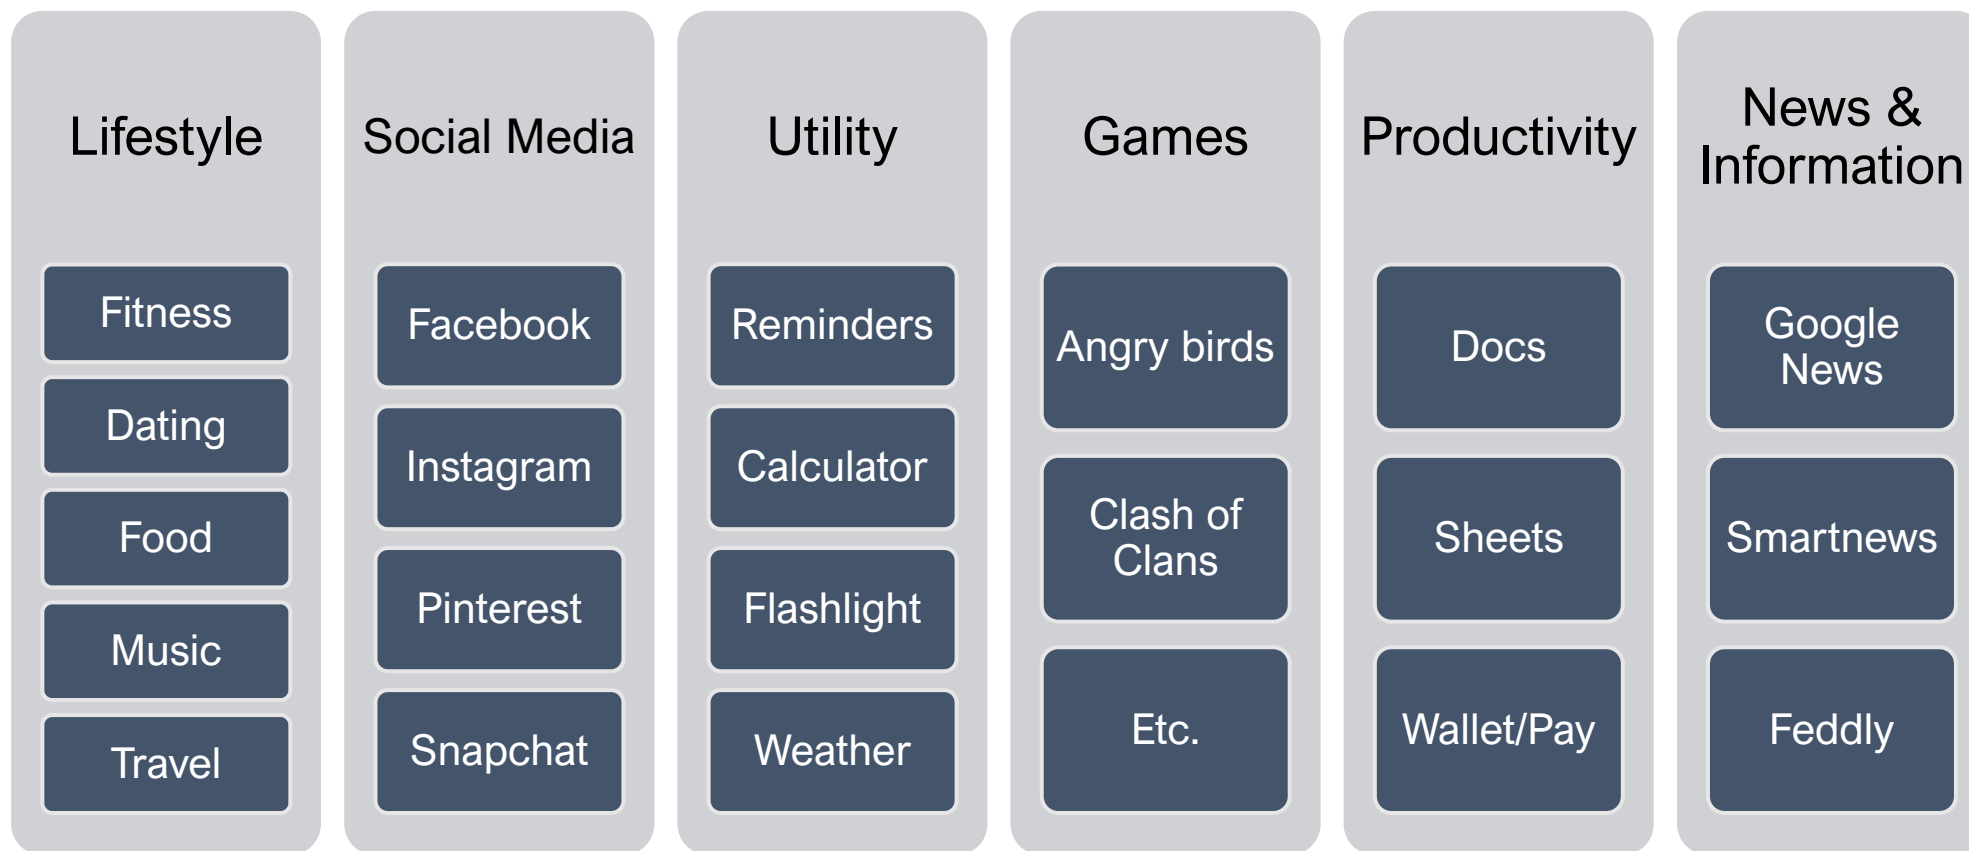 Lifestyle
Fitness
Dating
Food
Music
Travel
Social Media
Facebook
Instagram
Pinterest
Snapchat
Utility
Reminders
Calculator
Flashlight
Weather
Games
Angry birds
Clash of
Clans
Etc.
Productivity
Docs
Sheets
Wallet/Pay
News &
Information
Google
News
Smartnews
Feddly